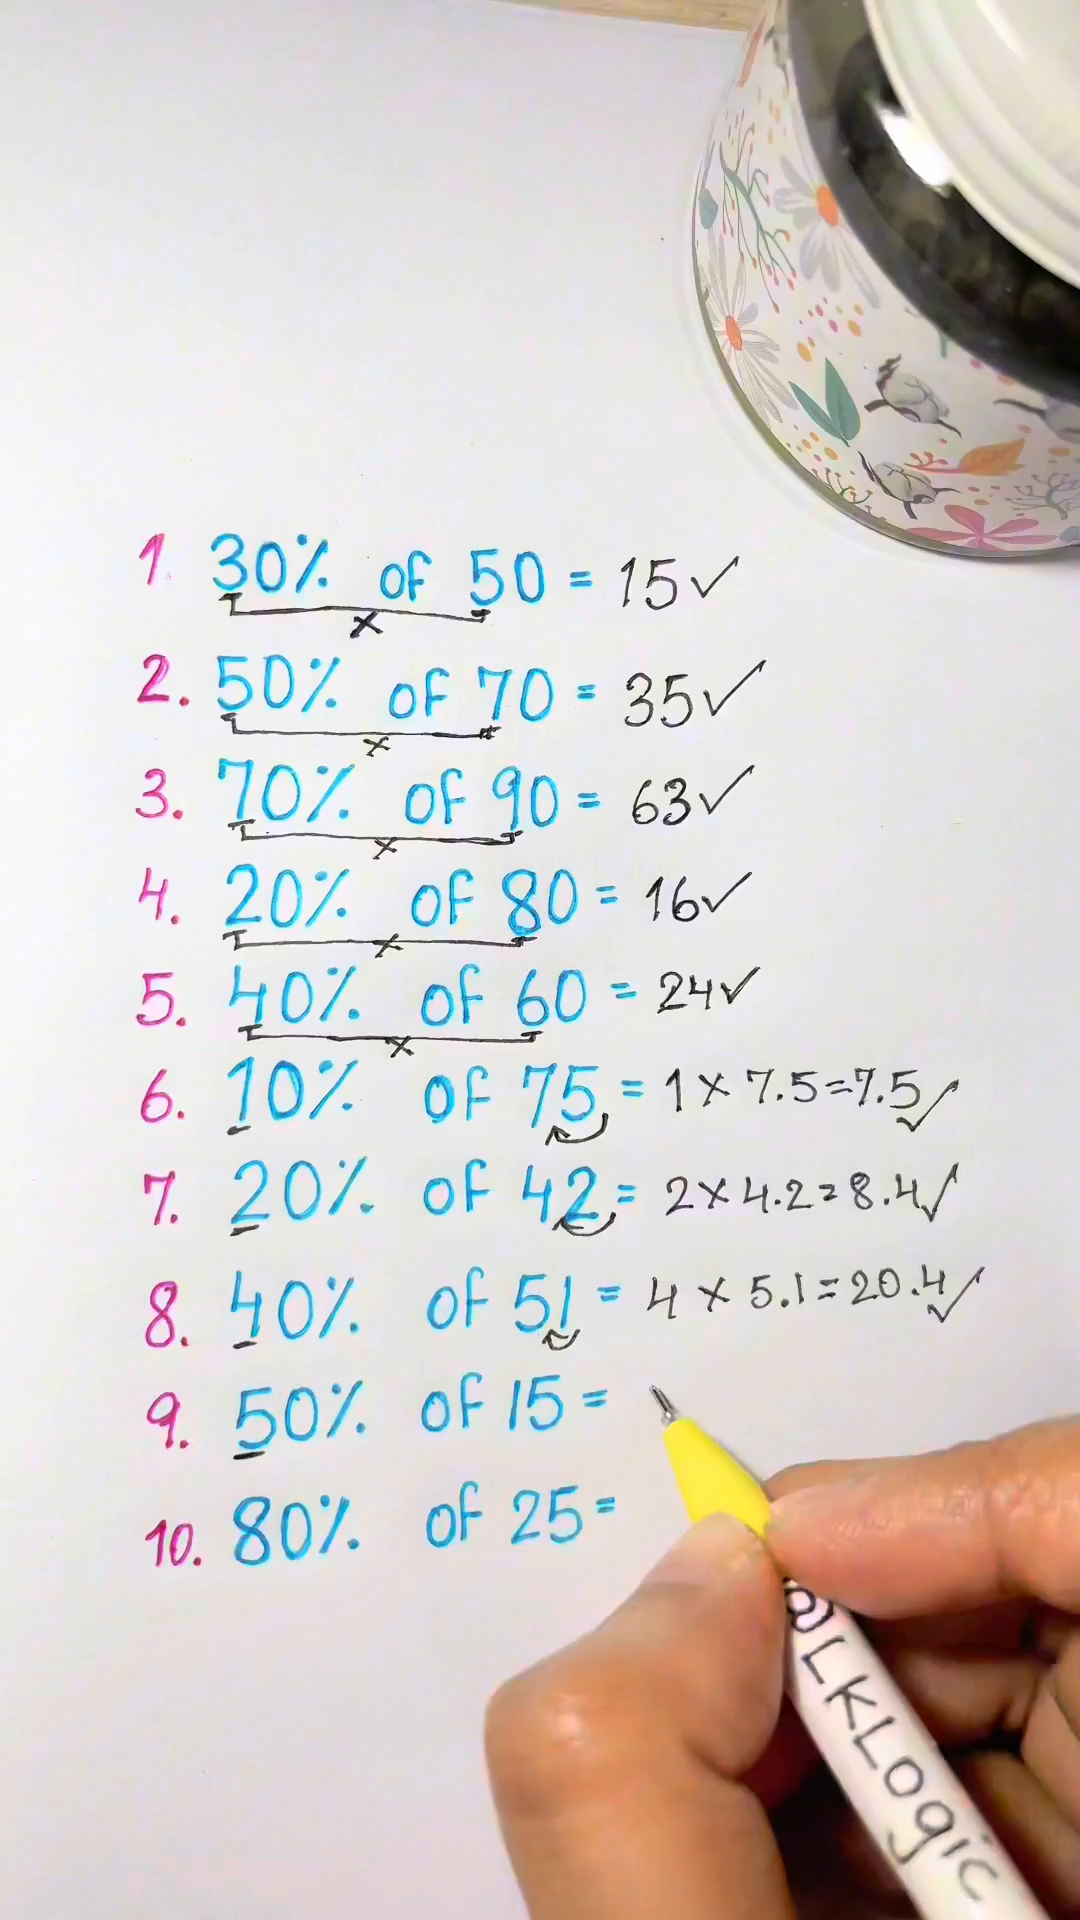 1. 30% of 50 = 15✓
×
2. 50% of 70 = 35✓
×
3. 70% of 90 = 63✓
×
4. 20% of 80 = 16✓
×
5. 40% of 60 = 24✓
×
6. 10% of 75 = 1 × 7.5=7.5✓
7. 20% of 42 = 2 × 4.2=8.4✓
8. 40% of 51 = 4 × 5.1=20.4✓
9. 50% of 15 =
10. 80% of 25 =
@LKLogic